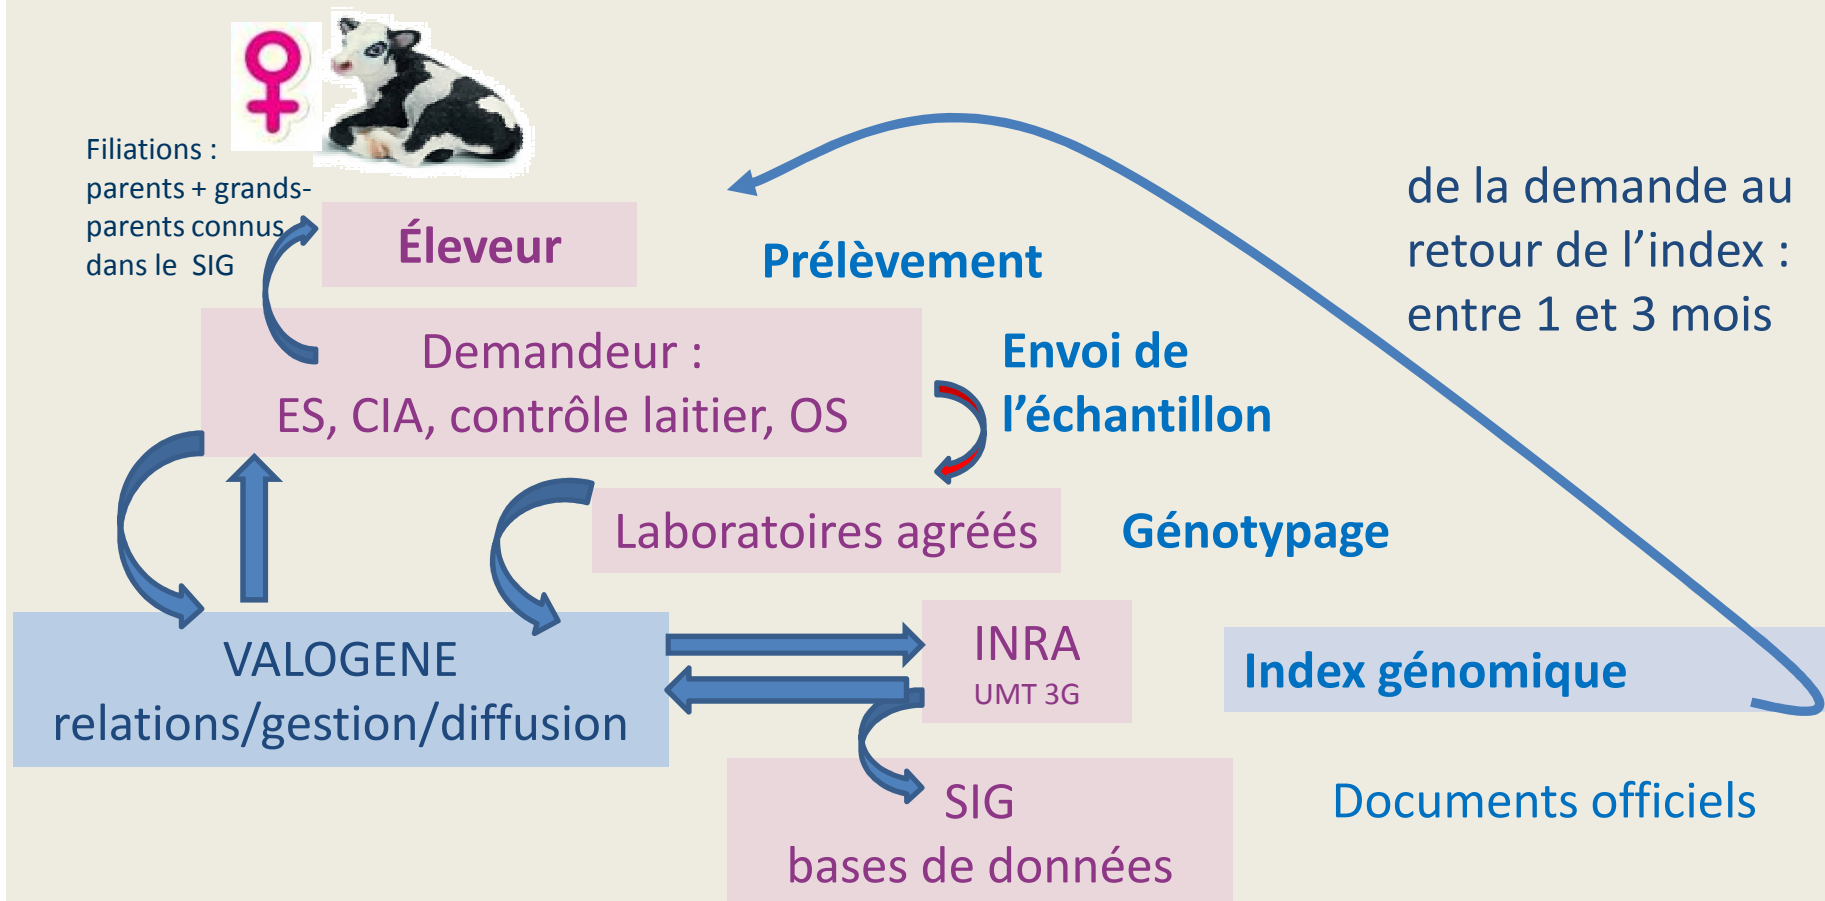 Filiations :
parents + grands-
parents connus
dans le SIG
Éleveur
Prélèvement
de la demande au
retour de l’index :
entre 1 et 3 mois
Demandeur :
ES, CIA, contrôle laitier, OS
Envoi de
l’échantillon
Laboratoires agréés
Génotypage
VALOGENE
relations/gestion/diffusion
INRA
UMT 3G
Index génomique
SIG
bases de données
Documents officiels